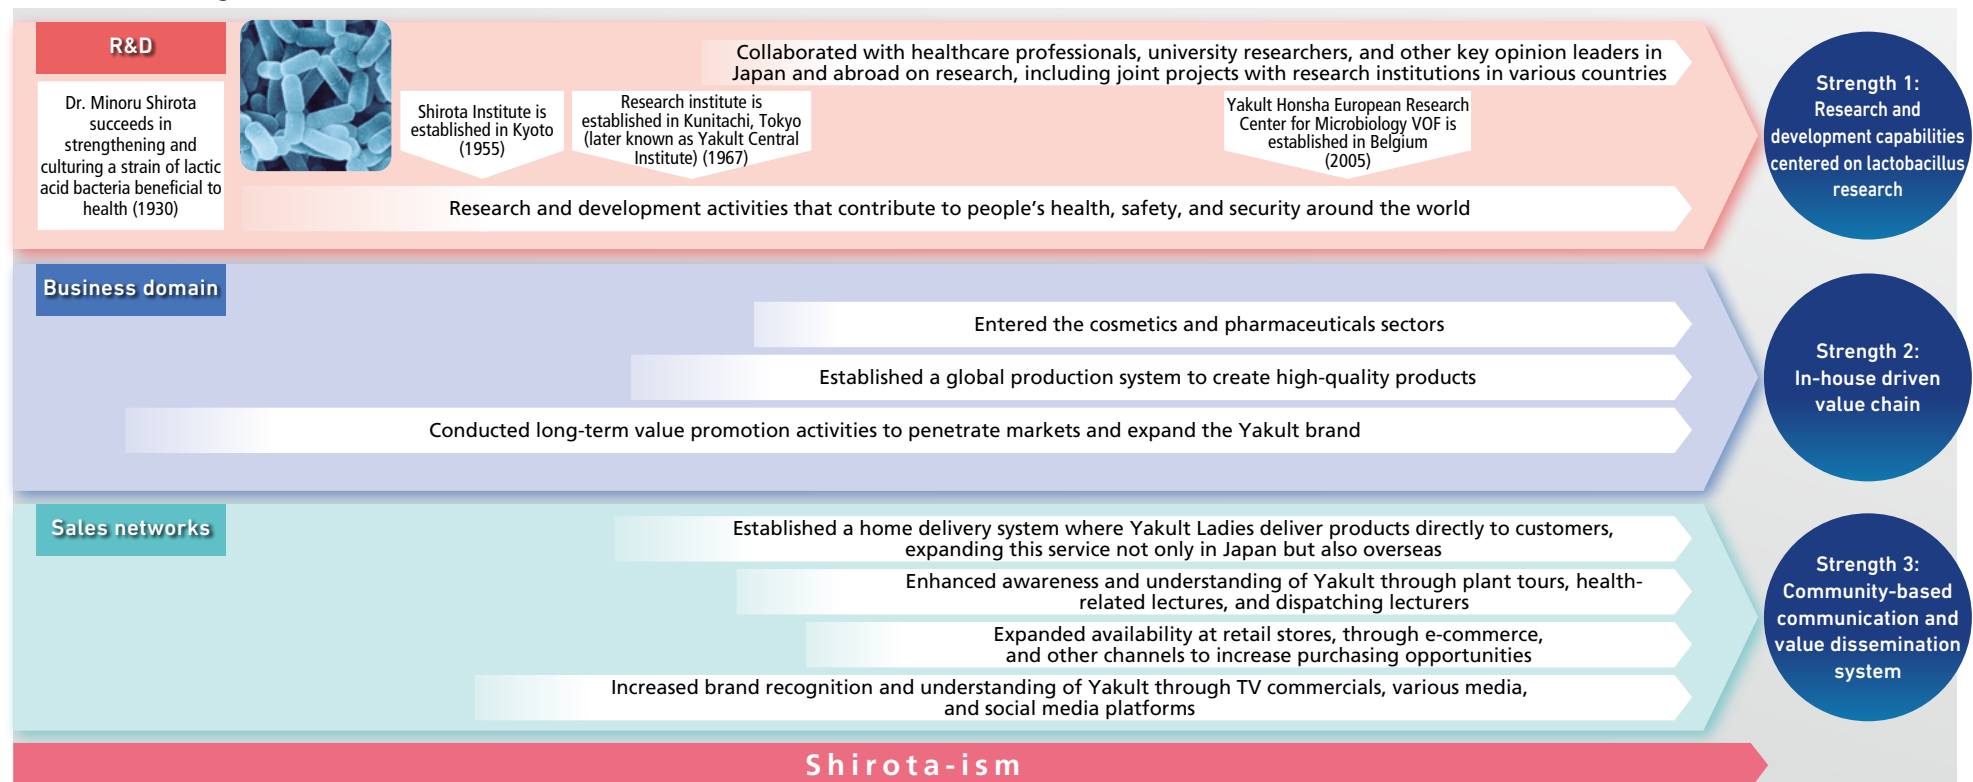 R&D
Dr. Minoru Shirota
succeeds in
strengthening and
culturing a strain of lactic
acid bacteria beneficial to
health (1930)
Collaborated with healthcare professionals, university researchers, and other key opinion leaders in
Japan and abroad on research, including joint projects with research institutions in various countries
Shirota Institute is
established in Kyoto
(1955)
Research institute is
established in Kunitachi, Tokyo
(later known as Yakult Central
Institute) (1967)
Yakult Honsha European Research
Center for Microbiology VOF is
established in Belgium
(2005)
Research and development activities that contribute to people’s health, safety, and security around the world
Strength 1:
Research and
development capabilities
centered on lactobacillus
research
Business domain
Entered the cosmetics and pharmaceuticals sectors
Established a global production system to create high-quality products
Conducted long-term value promotion activities to penetrate markets and expand the Yakult brand
Strength 2:
In-house driven
value chain
Sales networks
Established a home delivery system where Yakult Ladies deliver products directly to customers,
expanding this service not only in Japan but also overseas
Enhanced awareness and understanding of Yakult through plant tours, health-
related lectures, and dispatching lecturers
Expanded availability at retail stores, through e-commerce,
and other channels to increase purchasing opportunities
Increased brand recognition and understanding of Yakult through TV commercials, various media,
and social media platforms
Strength 3:
Community-based
communication and
value dissemination
system
Shirota-ism